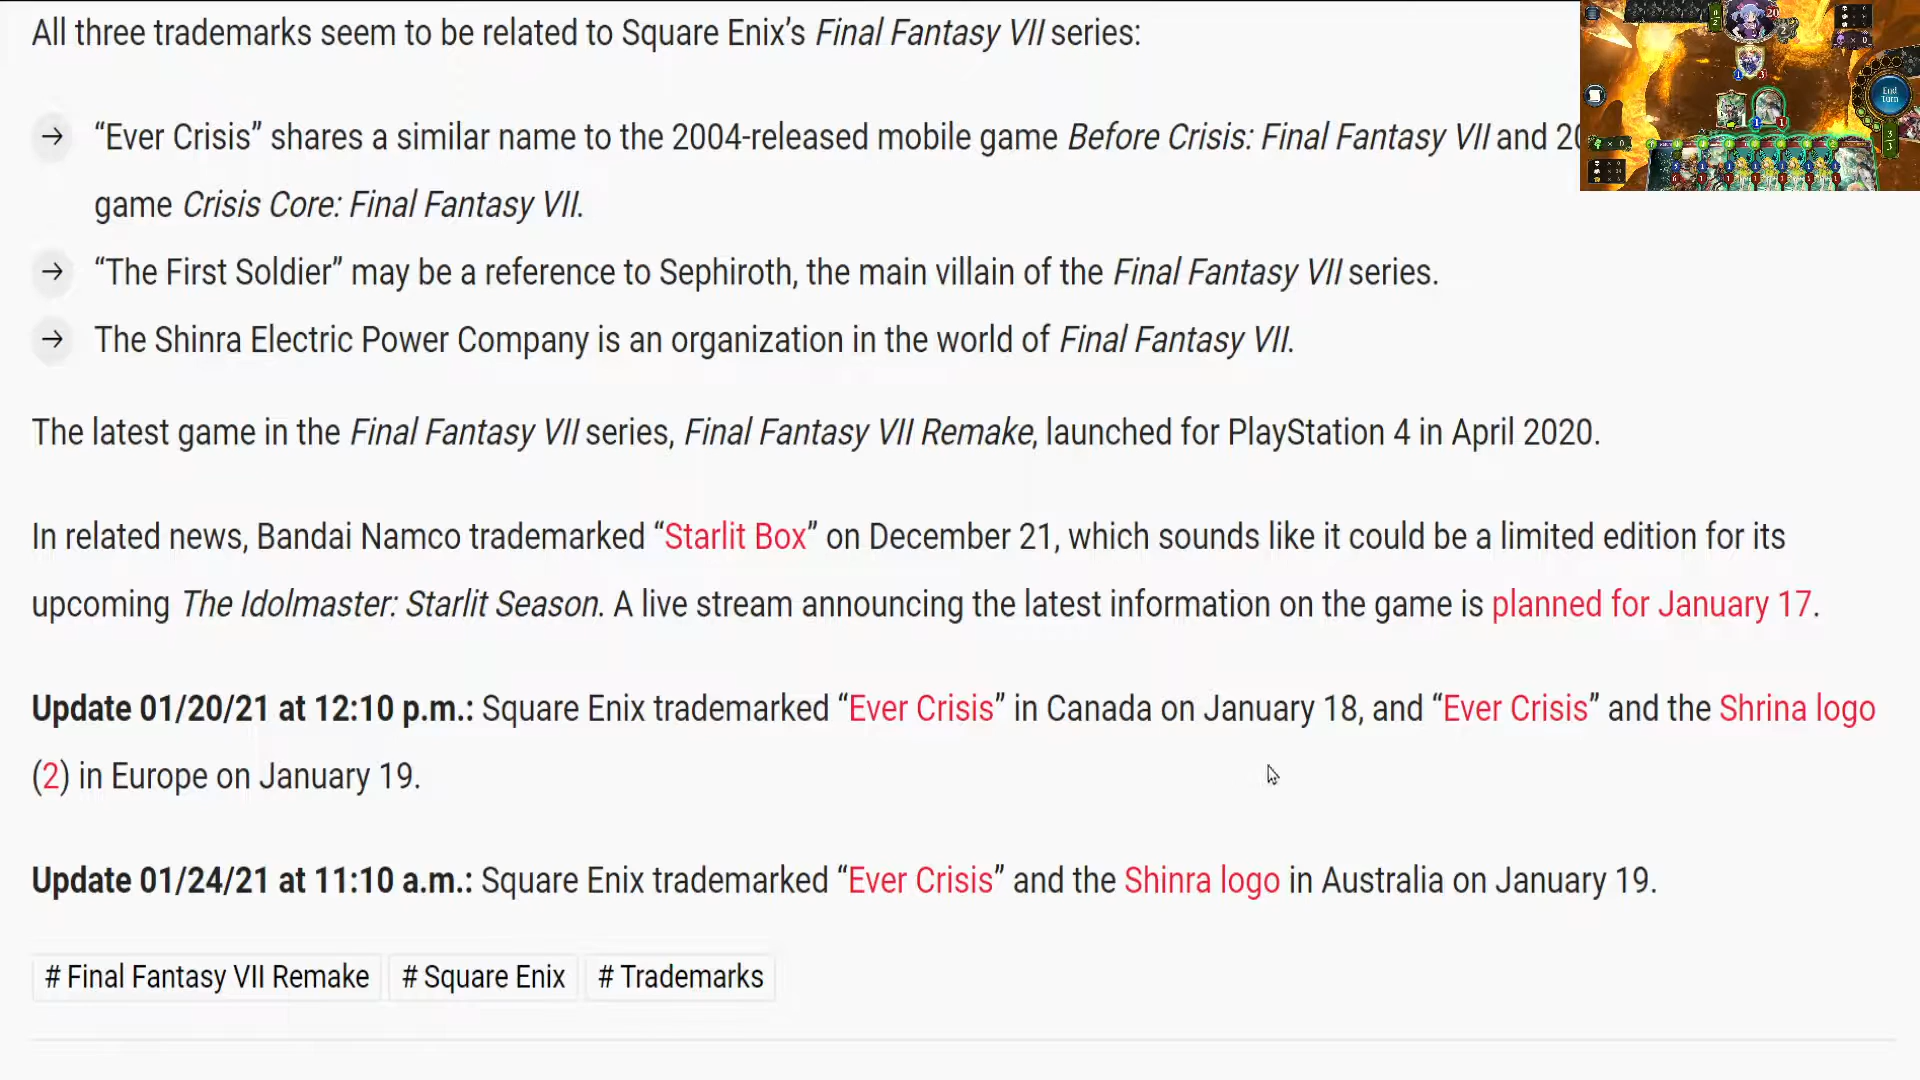 All three trademarks seem to be related to Square Enix’s Final Fantasy VII series:
→ “Ever Crisis” shares a similar name to the 2004-released mobile game Before Crisis: Final Fantasy VII and
game Crisis Core: Final Fantasy VII.
→ “The First Soldier” may be a reference to Sephiroth, the main villain of the Final Fantasy VII series.
→ The Shinra Electric Power Company is an organization in the world of Final Fantasy VII.
The latest game in the Final Fantasy VII series, Final Fantasy VII Remake, launched for PlayStation 4 in April 2020.
In related news, Bandai Namco trademarked “Starlit Box” on December 21, which sounds like it could be a limited edition for its
upcoming The Idolmaster: Starlit Season. A live stream announcing the latest information on the game is planned for January 17.
Update 01/20/21 at 12:10 p.m.: Square Enix trademarked “Ever Crisis” in Canada on January 18, and “Ever Crisis” and the Shrina logo
(2) in Europe on January 19.
Update 01/24/21 at 11:10 a.m.: Square Enix trademarked “Ever Crisis” and the Shinra logo in Australia on January 19.
# Final Fantasy VII Remake # Square Enix # Trademarks
20
End
Turn